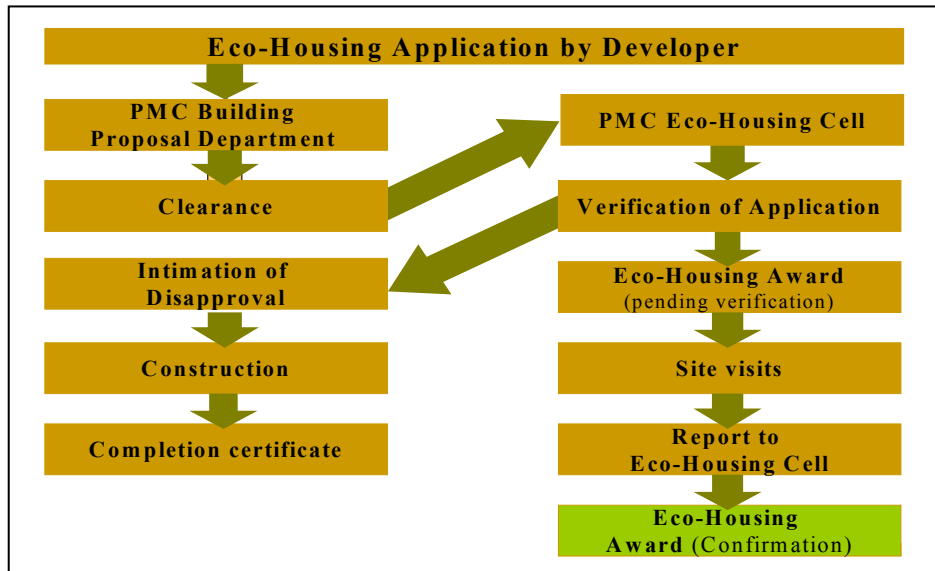 Eco-Housing Application by Developer
PMC Building
Proposal Department
Clearance
Intimation of
Disapproval
Construction
Completion certificate
PMC Eco-Housing Cell
Verification of Application
Eco-Housing Award
(pending verification)
Site visits
Report to
Eco-Housing Cell
Eco-Housing
Award (Confirmation)